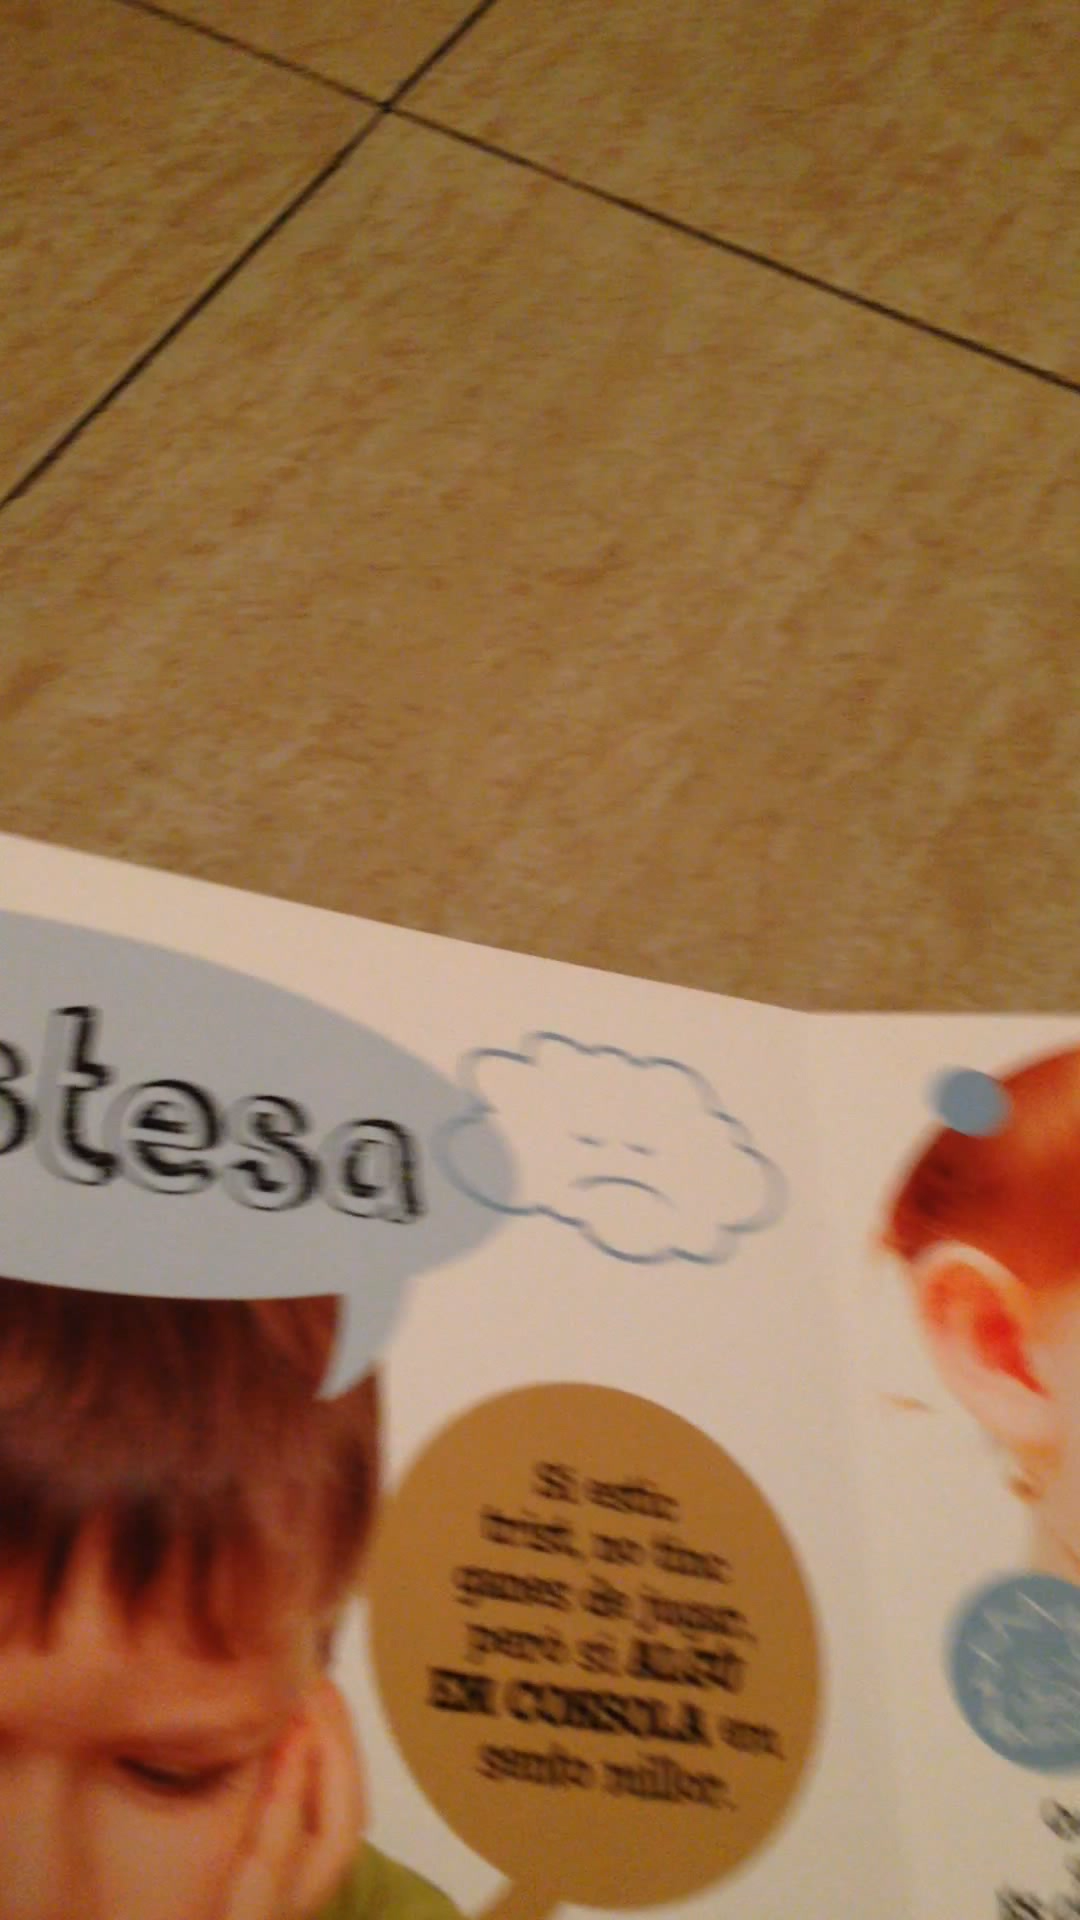 stesa
Si estic
trist, no tinc
ganes de jugar,
però si ALGÚ
EM CONSOLA em
sento millor.